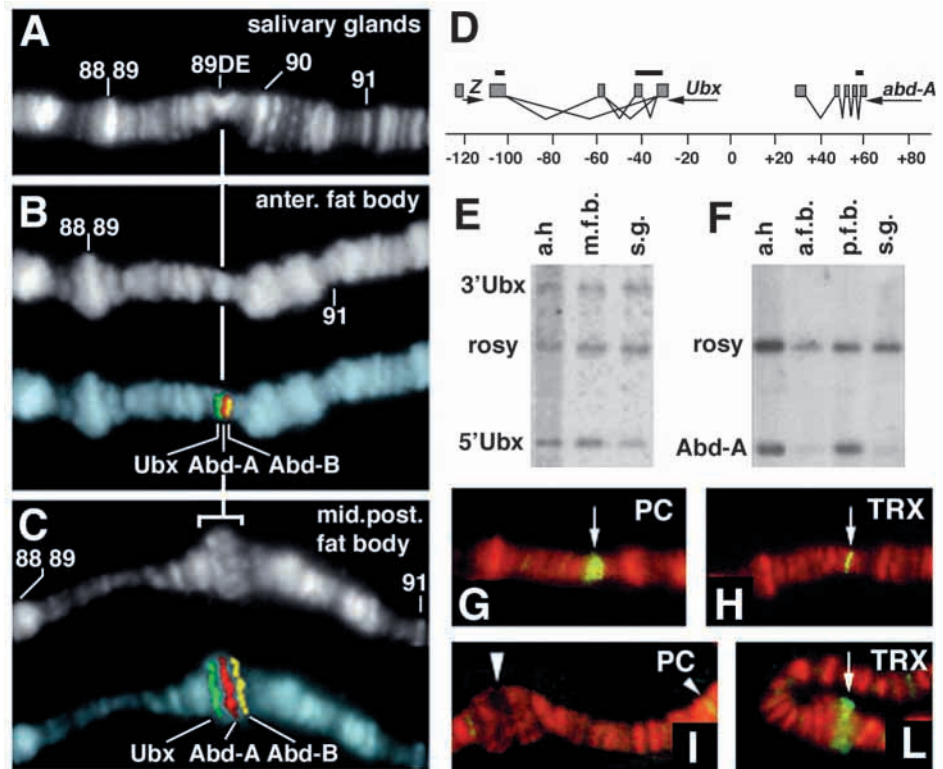 A
salivary glands
88 89
89DE
90
91
B
anter. fat body
88 89
91
Ubx Abd-A Abd-B
C
mid.post.
fat body
88 89
91
Ubx Abd-A Abd-B
D
Z
Ubx
abd-A
-120 -100 -80 -60 -40 -20 0 +20 +40 +60 +80
E
a.h m.f.b. s.g.
3'Ubx
rosy
5'Ubx
F
a.h a.f.b. p.f.b. s.g.
rosy
Abd-A
PC
G
TRX
H
PC
I
TRX
L